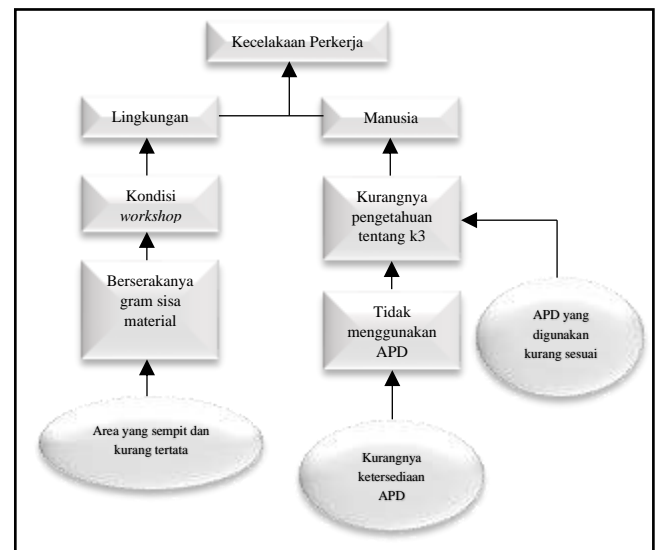 Kecelakaan Perkerja
Lingkungan
Manusia
Kondisi
workshop
Kurangnya
pengetahuan
tentang k3
Berserakanya
gram sisa
material
Tidak
menggunakan
APD
APD yang
digunakan
kurang sesuai
Area yang sempit dan
kurang tertata
Kurangnya
ketersediaan
APD